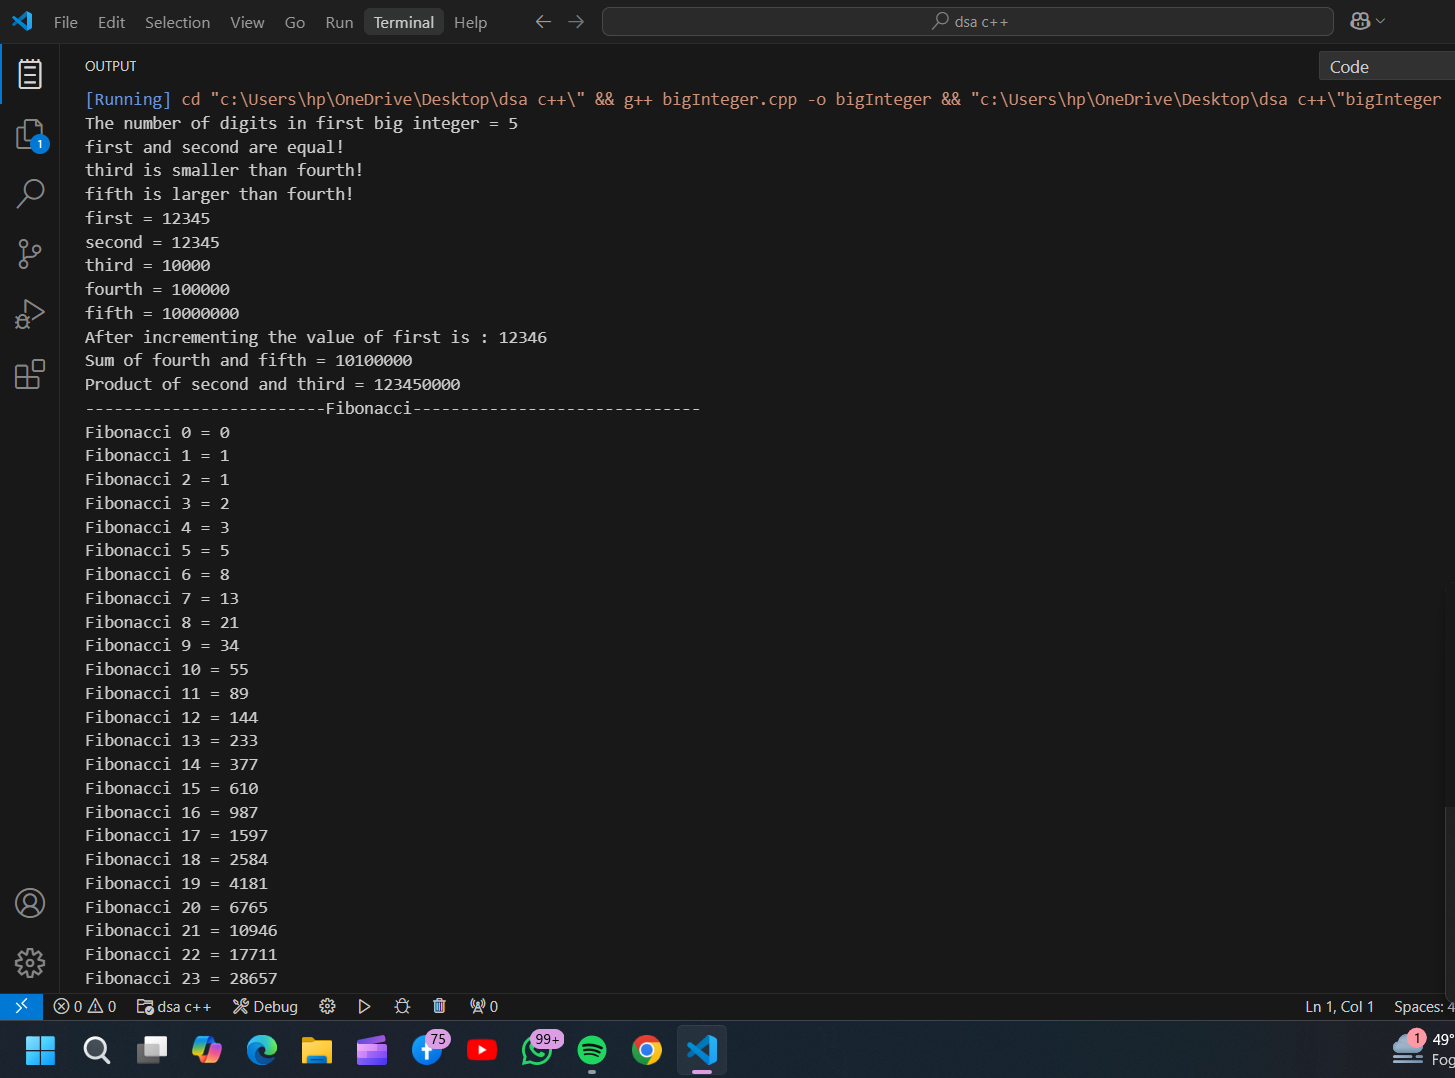 File Edit Selection View Go Run Terminal Help
dsa c++
OUTPUT
Code
[Running] cd "c:\Users\hp\OneDrive\Desktop\dsa c++\" && g++ bigInteger.cpp -o bigInteger && "c:\Users\hp\OneDrive\Desktop\dsa c++\"bigInteger
The number of digits in first big integer = 5
first and second are equal!
third is smaller than fourth!
fifth is larger than fourth!
first = 12345
second = 12345
third = 10000
fourth = 100000
fifth = 10000000
After incrementing the value of first is : 12346
Sum of fourth and fifth = 10100000
Product of second and third = 123450000
-------------------------Fibonacci------------------------------
Fibonacci 0 = 0
Fibonacci 1 = 1
Fibonacci 2 = 1
Fibonacci 3 = 2
Fibonacci 4 = 3
Fibonacci 5 = 5
Fibonacci 6 = 8
Fibonacci 7 = 13
Fibonacci 8 = 21
Fibonacci 9 = 34
Fibonacci 10 = 55
Fibonacci 11 = 89
Fibonacci 12 = 144
Fibonacci 13 = 233
Fibonacci 14 = 377
Fibonacci 15 = 610
Fibonacci 16 = 987
Fibonacci 17 = 1597
Fibonacci 18 = 2584
Fibonacci 19 = 4181
Fibonacci 20 = 6765
Fibonacci 21 = 10946
Fibonacci 22 = 17711
Fibonacci 23 = 28657
1
0 0 dsa c++ Debug 0 Ln 1, Col 1 Spaces: 4
75 99+ 1 49°
Fog